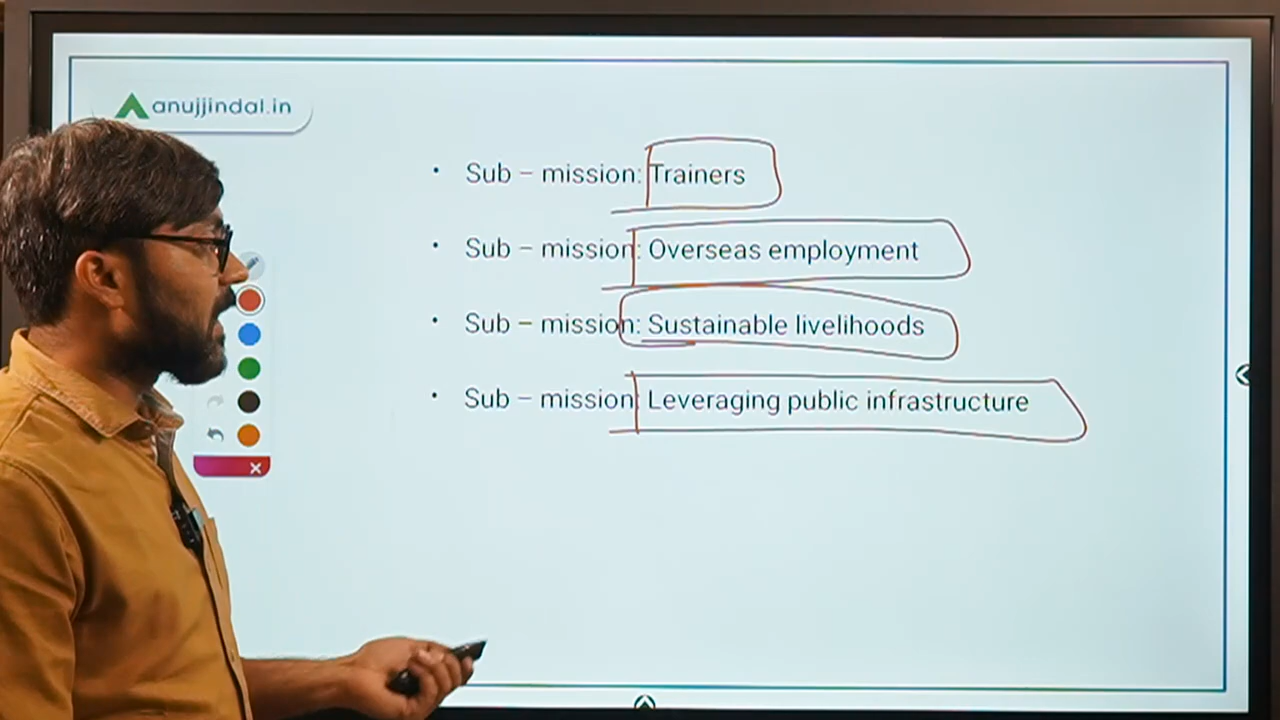 anujjindal.in
• Sub – mission: Trainers
• Sub – mission: Overseas employment
• Sub – mission: Sustainable livelihoods
• Sub – mission: Leveraging public infrastructure